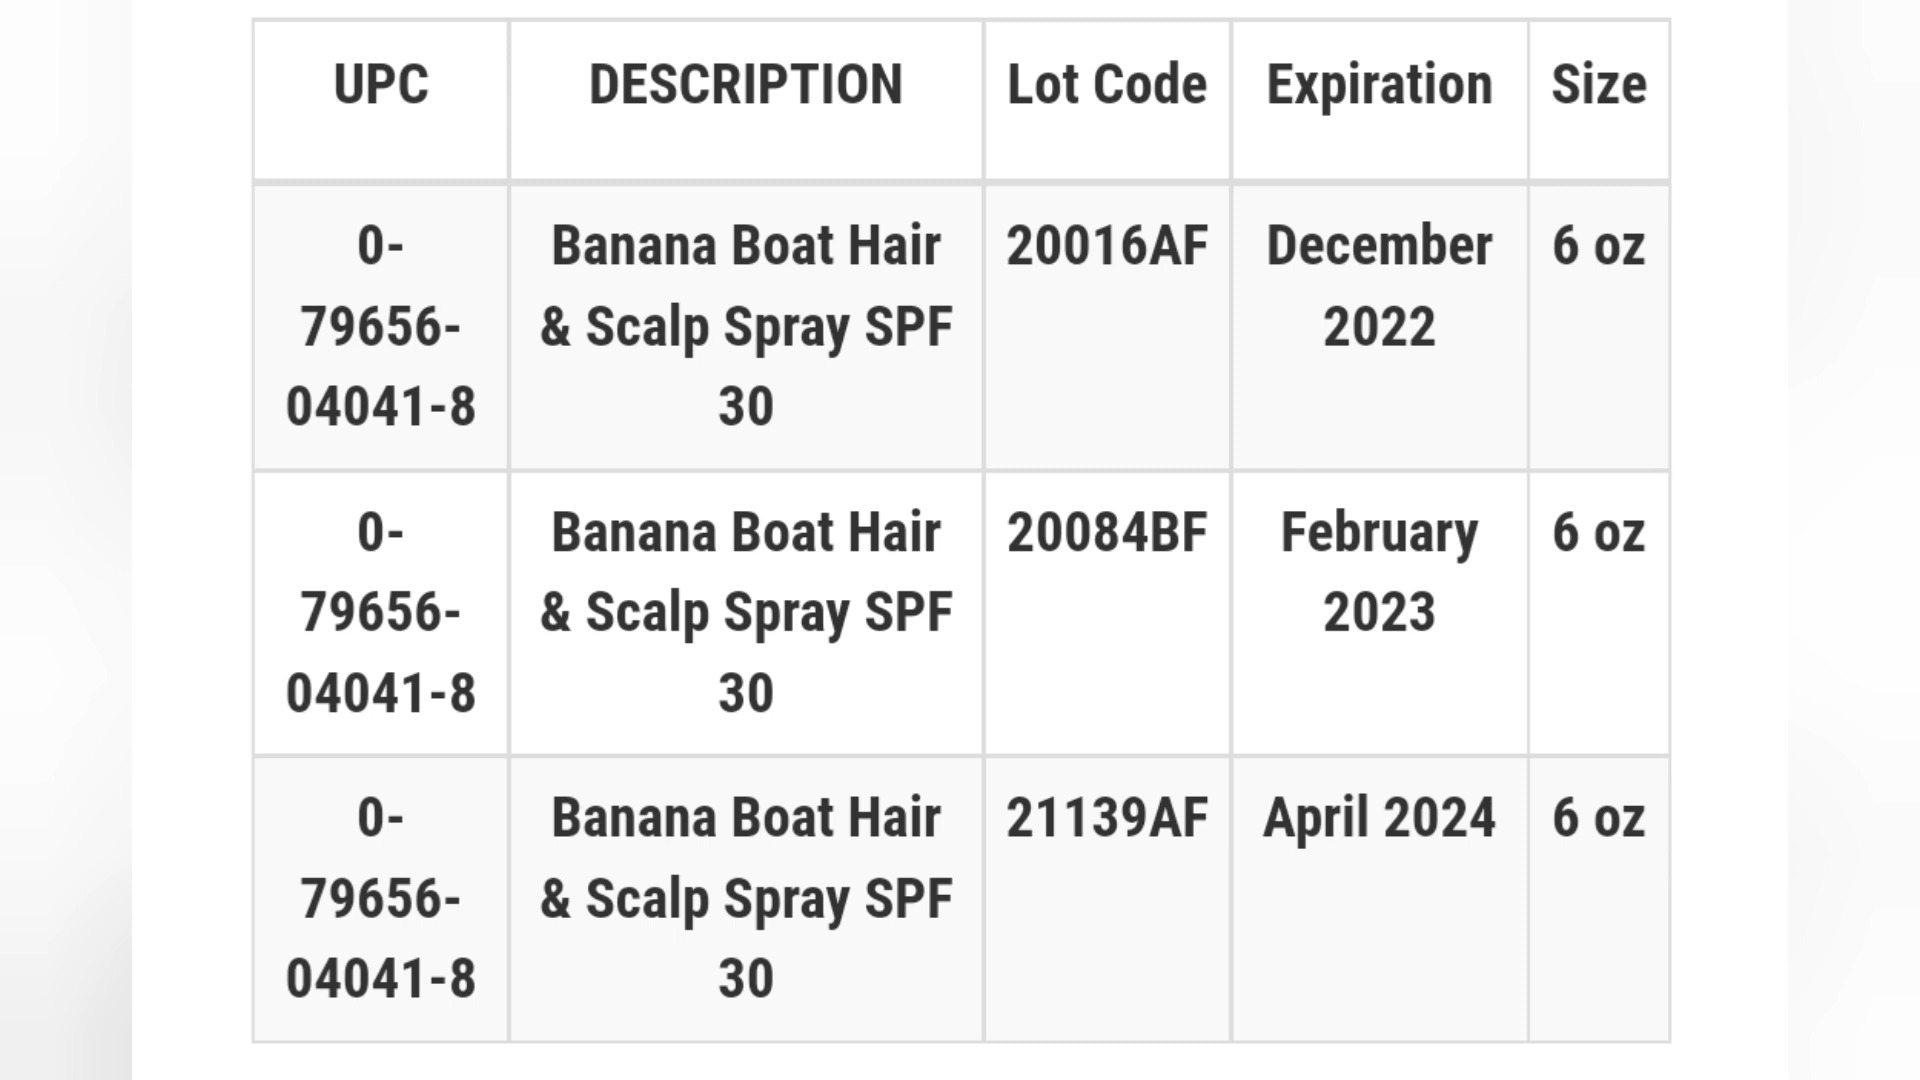 UPC DESCRIPTION Lot Code Expiration Size
0- Banana Boat Hair 20016AF December 6 oz
79656- & Scalp Spray SPF 2022
04041-8 30
0- Banana Boat Hair 20084BF February 6 oz
79656- & Scalp Spray SPF 2023
04041-8 30
0- Banana Boat Hair 21139AF April 2024 6 oz
79656- & Scalp Spray SPF
04041-8 30